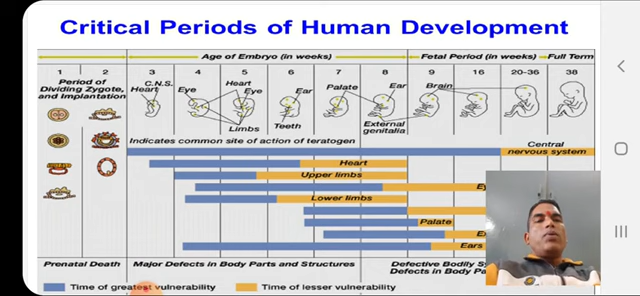 Critical Periods of Human Development
Age of Embryo (in weeks) Fetal Period (in weeks) Full Term
1 2 3 4 5 6 7 8 9 16 20-36 38
Period of
Dividing Zygote,
and Implantation
C.N.S.
Heart
Eye
Heart
Eye
Limbs
Ear
Teeth
Palate
Ear
External
genitalia
Brain
Indicates common site of action of teratogen
Central
nervous system
Heart
Upper limbs
Lower limbs
Palate
Ears
Prenatal Death
Major Defects in Body Parts and Structures
Defective Bodily
Defects in Body
Time of greatest vulnerability
Time of lesser vulnerability